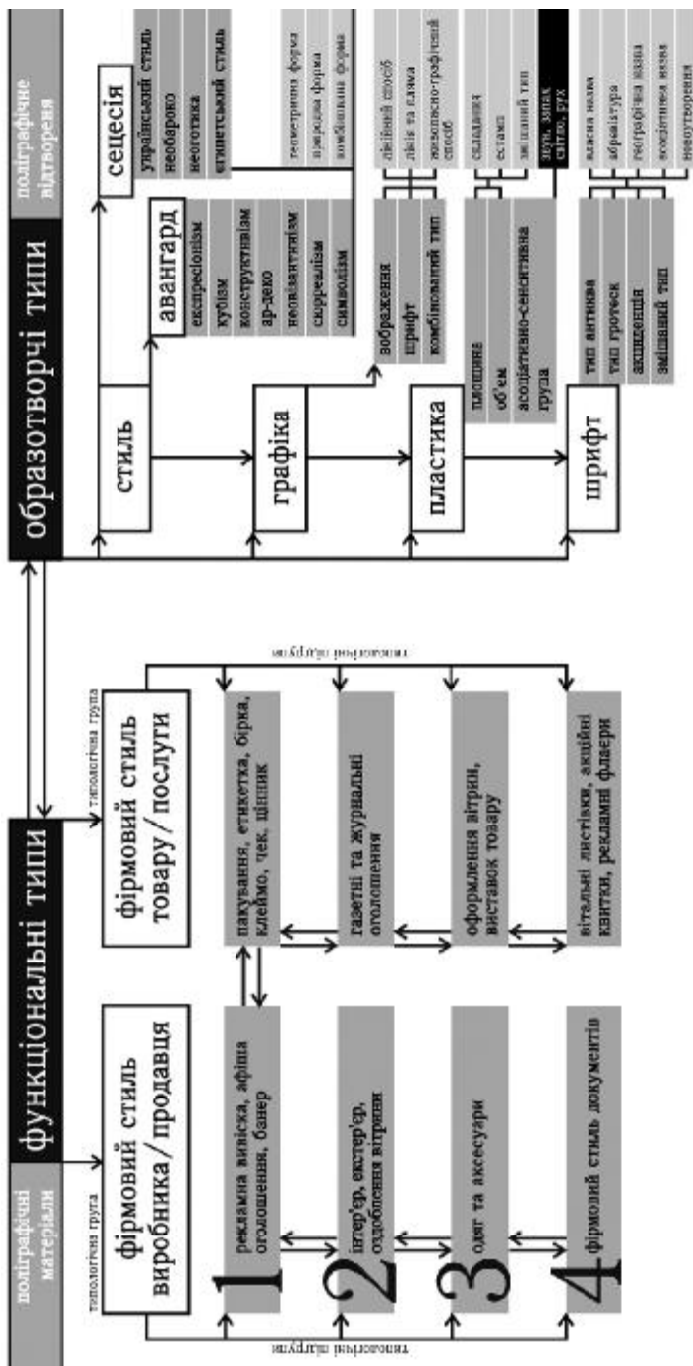 поліграфічні
матеріали
функціональні типи
образотворчі типи
поліграфічне
відтвореня
типологічна група
фірмовий стиль
виробника / продавця
типологічна група
фірмовий стиль
товару / послуги
типологічні підгрупи
1
рекламна вивіска, афіша
оголошення, банер
2
інтер'єр, екстер'єр,
оздоблення вітрини
3
одяг та аксесуари
4
фірмовий стиль документів
пакування, етикетка, бірка,
клеймо, чек, цінник
газетні та журнальні
оголошення
оформлення вітрин,
виставок товару
вітальні листівки, акційні
квитки, рекламні флаєри
типологічні підгрупи
стиль
сецесія
український стиль
необароко
неоготика
єгипетський стиль
авангард
експресіонізм
кубізм
конструктивізм
ар-деко
неовізантинізм
сюрреалізм
символізм
геометрична форма
природна форма
комбінована форма
графіка
зображення
шрифт
комбінований тип
лінійний спосіб
лінія та пляма
живописно-графічний
спосіб
пластика
площина
об'єм
асоціативно-сенситивна
група
складання
естамп
змішаний тип
звук, запах
світло, рух
шрифт
тип антиква
тип гротеск
акциденція
змішаний тип
власна назва
абревіатура
географічна назва
асоціативна назва
новоутворення